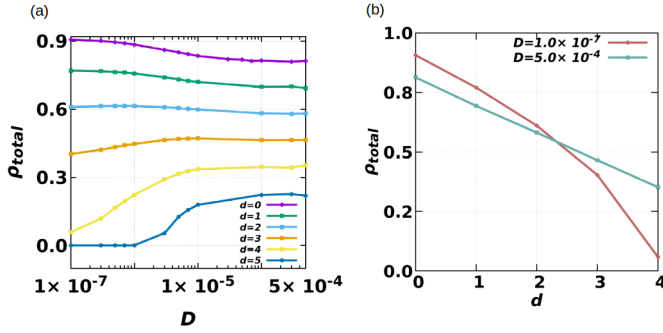 (a)
0.9
0.6
0.3
0.0
ρtotal
d=0
d=1
d=2
d=3
d=4
d=5
1× 10⁻⁷
1× 10⁻⁵
5× 10⁻⁴
D
(b)
D=1.0× 10⁻⁷
D=5.0× 10⁻⁴
1.0
0.8
0.5
0.2
0.0
ρtotal
0 1 2 3 4
d